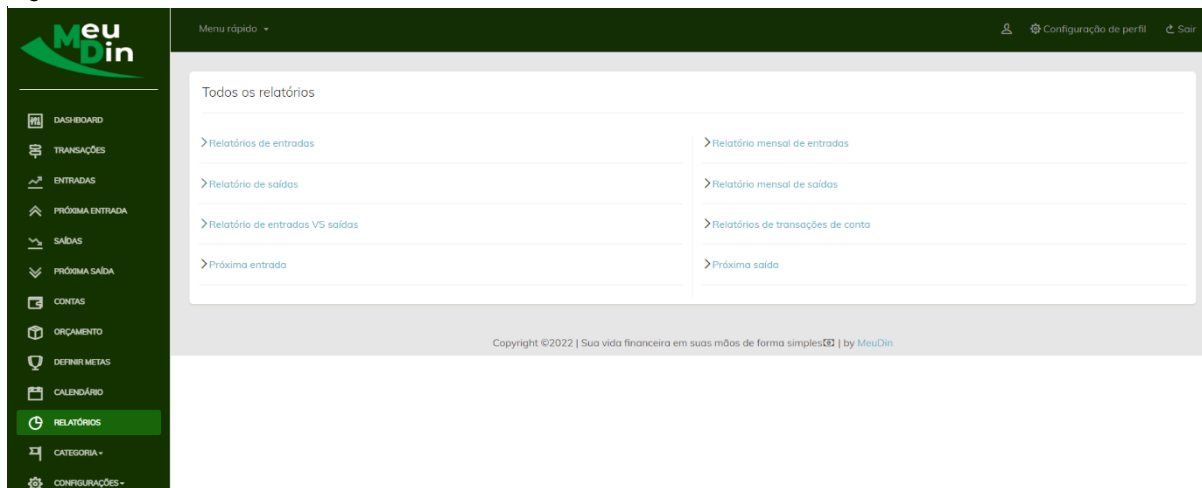 MeuDin
Menu rápido
Configuração de perfil
Sair
DASHBOARD
TRANSAÇÕES
ENTRADAS
PRÓXIMA ENTRADA
SAÍDAS
PRÓXIMA SAÍDA
CONTAS
ORÇAMENTO
DEFINIR METAS
CALENDÁRIO
RELATÓRIOS
CATEGORIA
CONFIGURAÇÕES
Todos os relatórios
Relatórios de entradas
Relatório mensal de entradas
Relatório de saídas
Relatório mensal de saídas
Relatório de entradas VS saídas
Relatórios de transações de conta
Próxima entrada
Próxima saída
Copyright ©2022 | Sua vida financeira em suas mãos de forma simples | by MeuDin